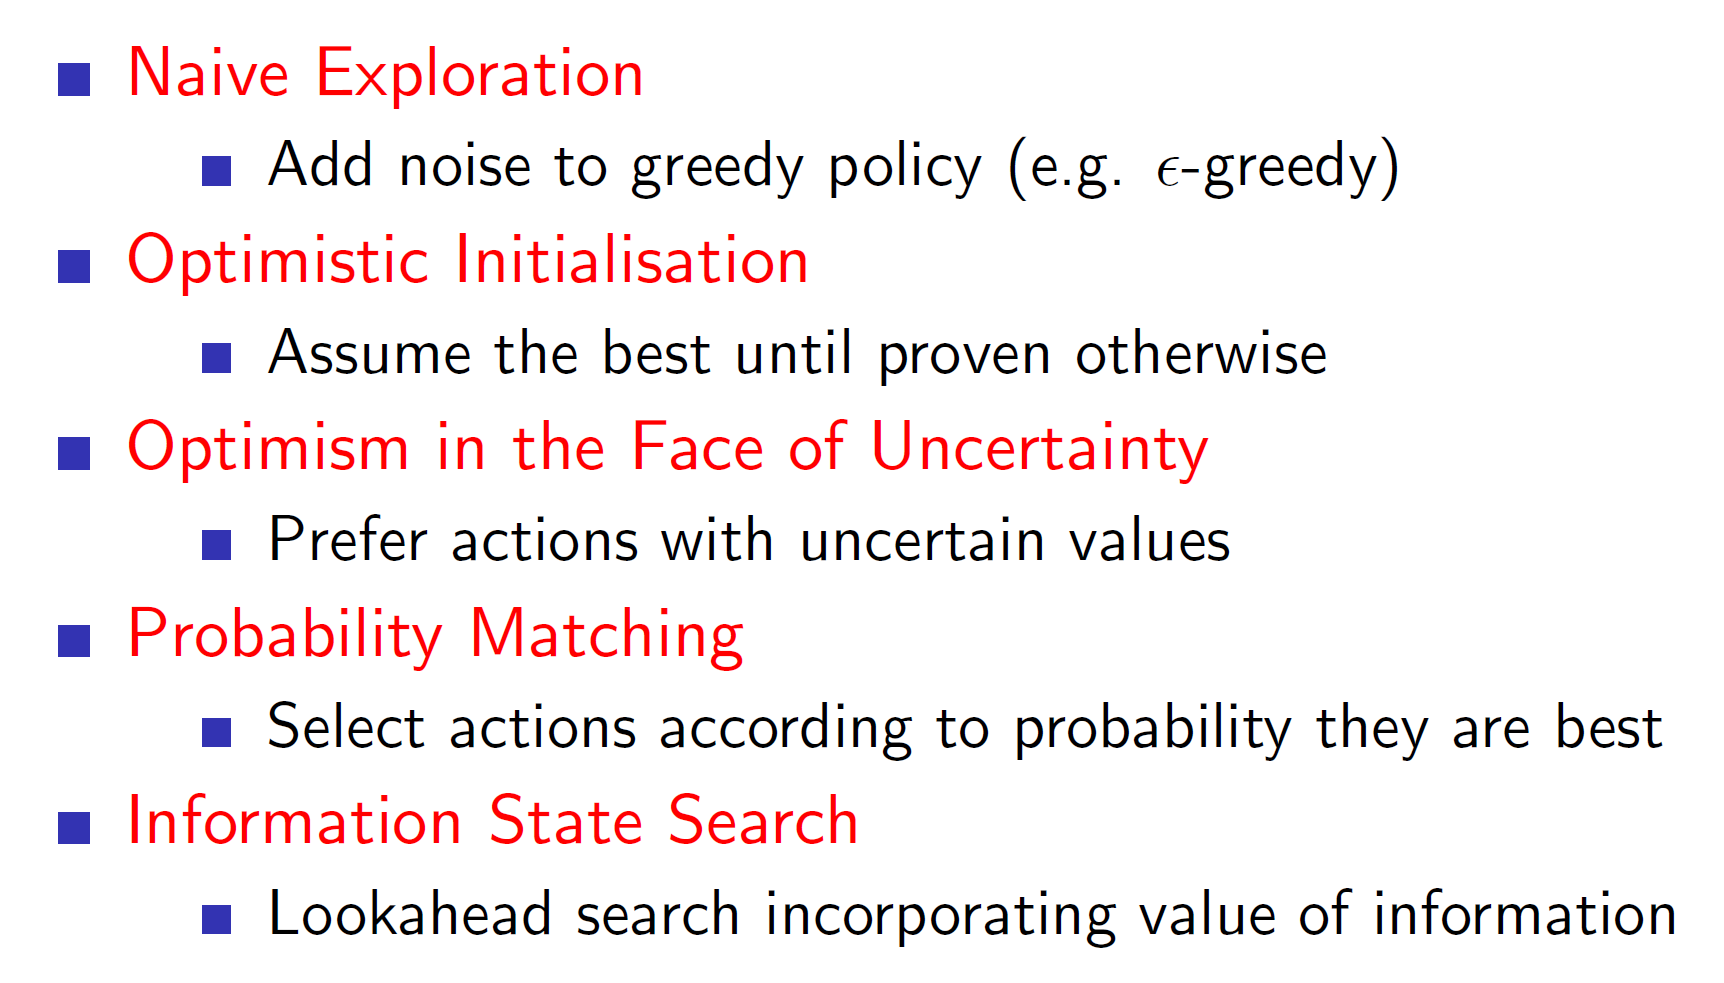 Naive Exploration
Add noise to greedy policy (e.g. ϵ-greedy)
Optimistic Initialisation
Assume the best until proven otherwise
Optimism in the Face of Uncertainty
Prefer actions with uncertain values
Probability Matching
Select actions according to probability they are best
Information State Search
Lookahead search incorporating value of information